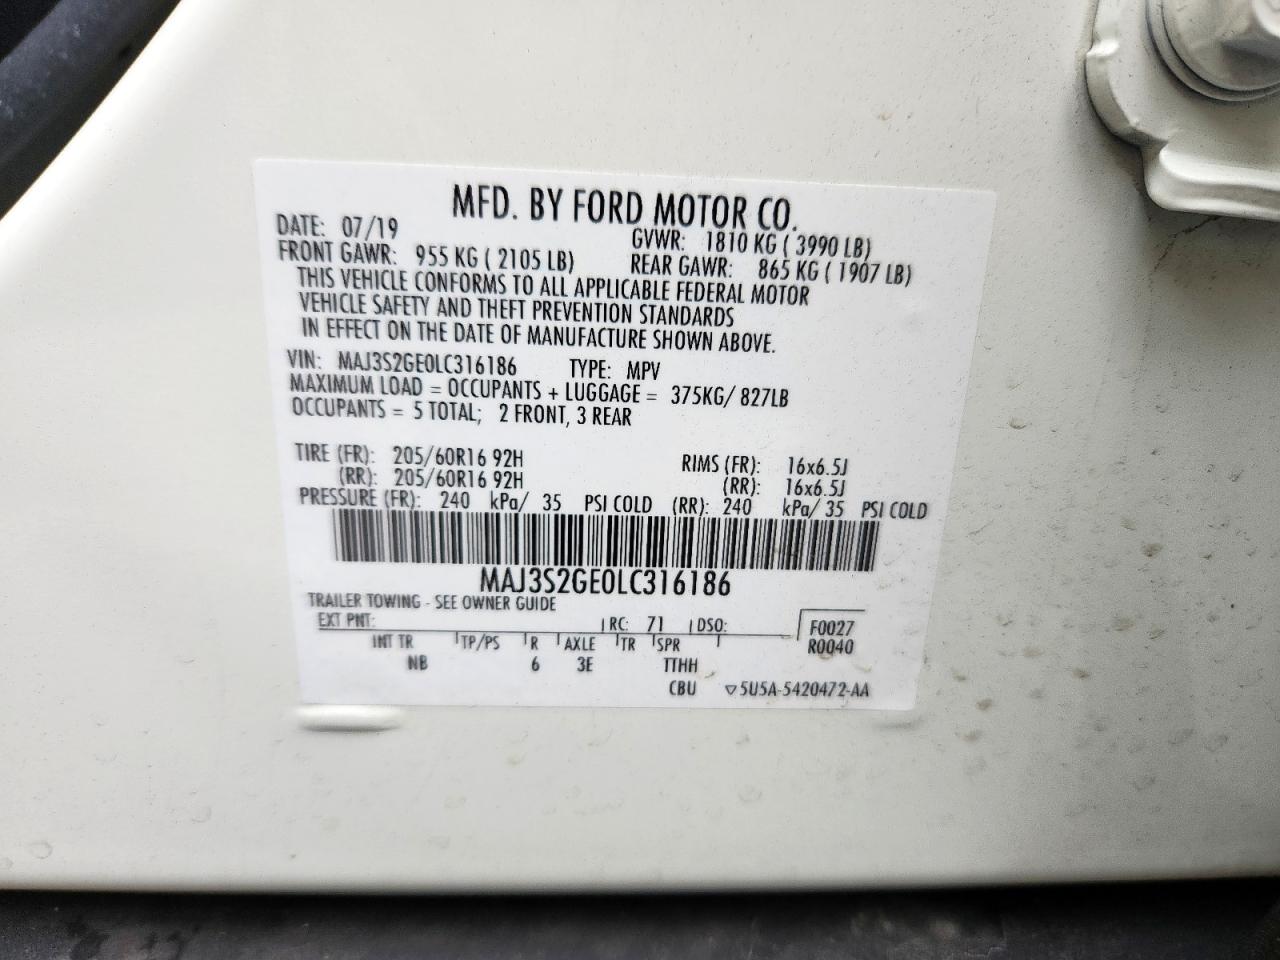 MFD. BY FORD MOTOR CO.
DATE: 07/19 GVWR: 1810 KG ( 3990 LB)
FRONT GAWR: 955 KG ( 2105 LB) REAR GAWR: 865 KG ( 1907 LB)
THIS VEHICLE CONFORMS TO ALL APPLICABLE FEDERAL MOTOR
VEHICLE SAFETY AND THEFT PREVENTION STANDARDS
IN EFFECT ON THE DATE OF MANUFACTURE SHOWN ABOVE.
VIN: MAJ3S2GE0LC316186 TYPE: MPV
MAXIMUM LOAD = OCCUPANTS + LUGGAGE = 375KG/ 827LB
OCCUPANTS = 5 TOTAL; 2 FRONT, 3 REAR
TIRE (FR): 205/60R16 92H RIMS (FR): 16x6.5J
(RR): 205/60R16 92H (RR): 16x6.5J
PRESSURE (FR): 240 kPa/ 35 PSI COLD (RR): 240 kPa/ 35 PSI COLD
MAJ3S2GE0LC316186
TRAILER TOWING - SEE OWNER GUIDE
EXT PNT: RC: 71 DSO: F0027
INT TR TP/PS R AXLE TR SPR R0040
NB 6 3E TTHH
CBU ▽5U5A-5420472-AA